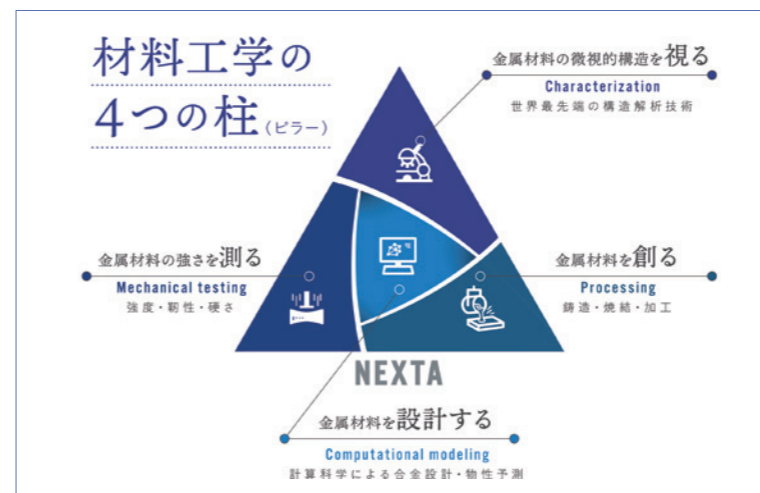 材料工学の
4つの柱(ピラー)
金属材料の微視的構造を視る
Characterization
世界最先端の構造解析技術
金属材料の強さを測る
Mechanical testing
強度・靭性・硬さ
金属材料を創る
Processing
鋳造・焼結・加工
NEXTA
金属材料を設計する
Computational modeling
計算科学による合金設計・物性予測